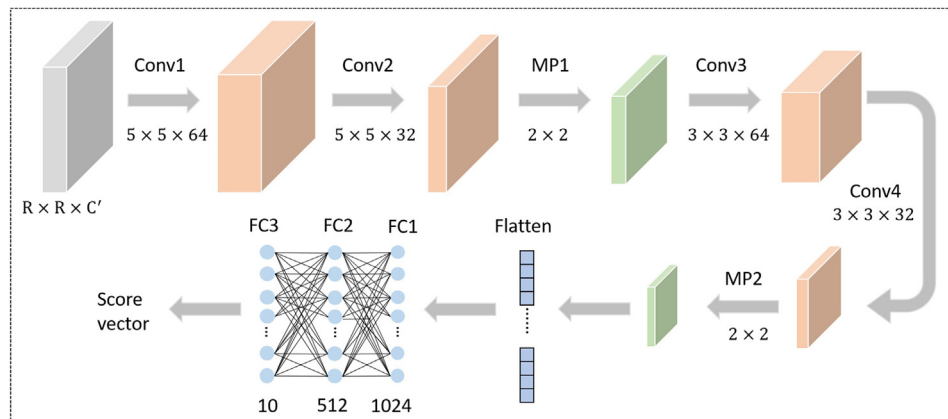 Conv1
5 × 5 × 64
Conv2
5 × 5 × 32
MP1
2 × 2
Conv3
3 × 3 × 64
R × R × C′
Conv4
3 × 3 × 32
MP2
2 × 2
Flatten
FC3 FC2 FC1
10 512 1024
Score
vector